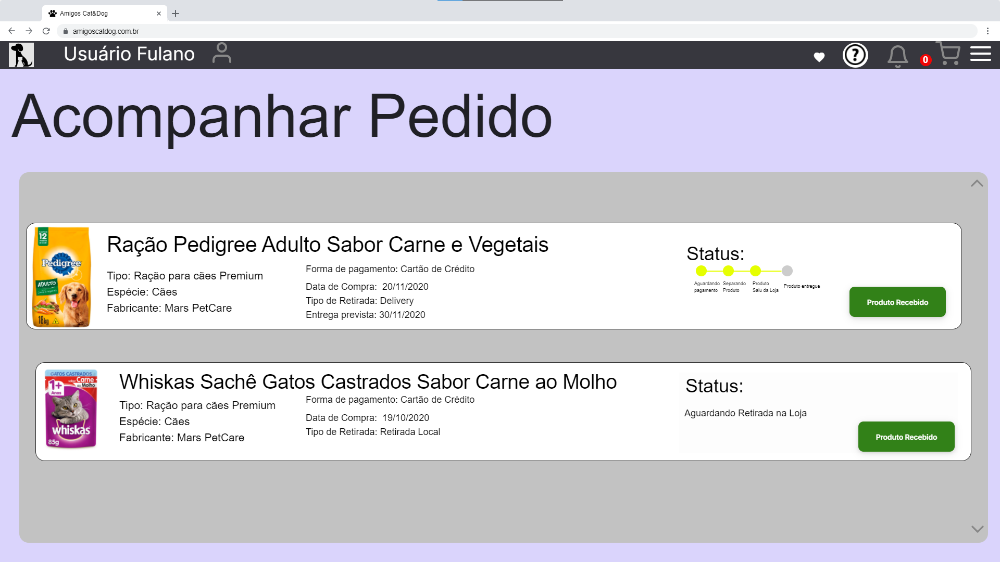 Amigos Cat&Dog
amigoscatdog.com.br
Usuário Fulano
?
0
Acompanhar Pedido
12
Pedigree
ADULTO
18kg
Ração Pedigree Adulto Sabor Carne e Vegetais
Tipo: Ração para cães Premium
Espécie: Cães
Fabricante: Mars PetCare
Forma de pagamento: Cartão de Crédito
Data de Compra: 20/11/2020
Tipo de Retirada: Delivery
Entrega prevista: 30/11/2020
Status:
Aguardando pagamento
Separando Produto
Produto Saiu da Loja
Produto entregue
Produto Recebido
GATOS CASTRADOS
sabor Carne
ao Molho
1+
Anos
whiskas
85g
Whiskas Sachê Gatos Castrados Sabor Carne ao Molho
Tipo: Ração para cães Premium
Espécie: Cães
Fabricante: Mars PetCare
Forma de pagamento: Cartão de Crédito
Data de Compra: 19/10/2020
Tipo de Retirada: Retirada Local
Status:
Aguardando Retirada na Loja
Produto Recebido